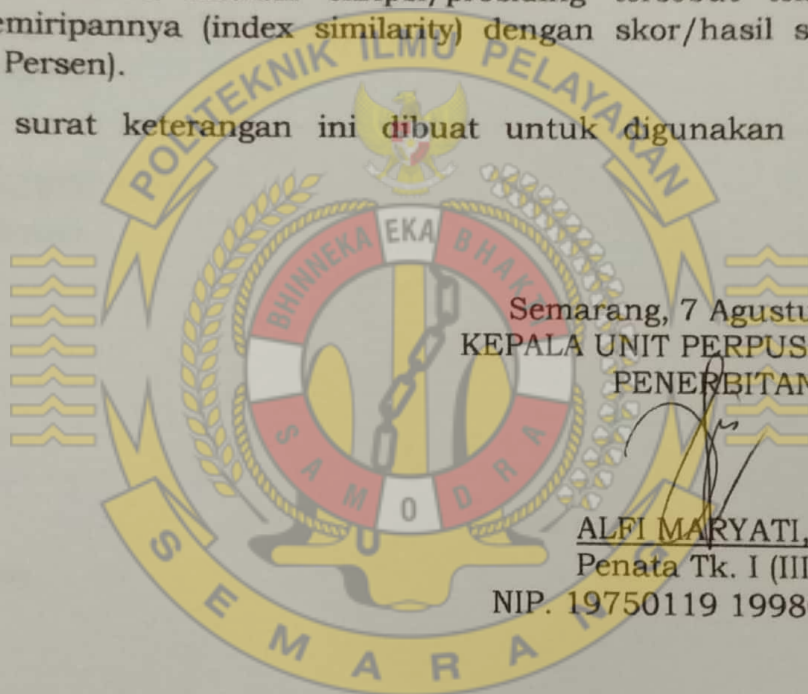 emiripannya (index similarity) dengan skor/hasil s
Persen).
surat keterangan ini dibuat untuk digunakan
POLITEKNIK ILMU PELAYARAN
BHINNEKA EKA BHAKTI
SAMODRA
SEMARANG
Semarang, 7 Agustu
KEPALA UNIT PERPUS
PENERBITAN
ALFI MARYATI,
Penata Tk. I (III
NIP. 19750119 1998